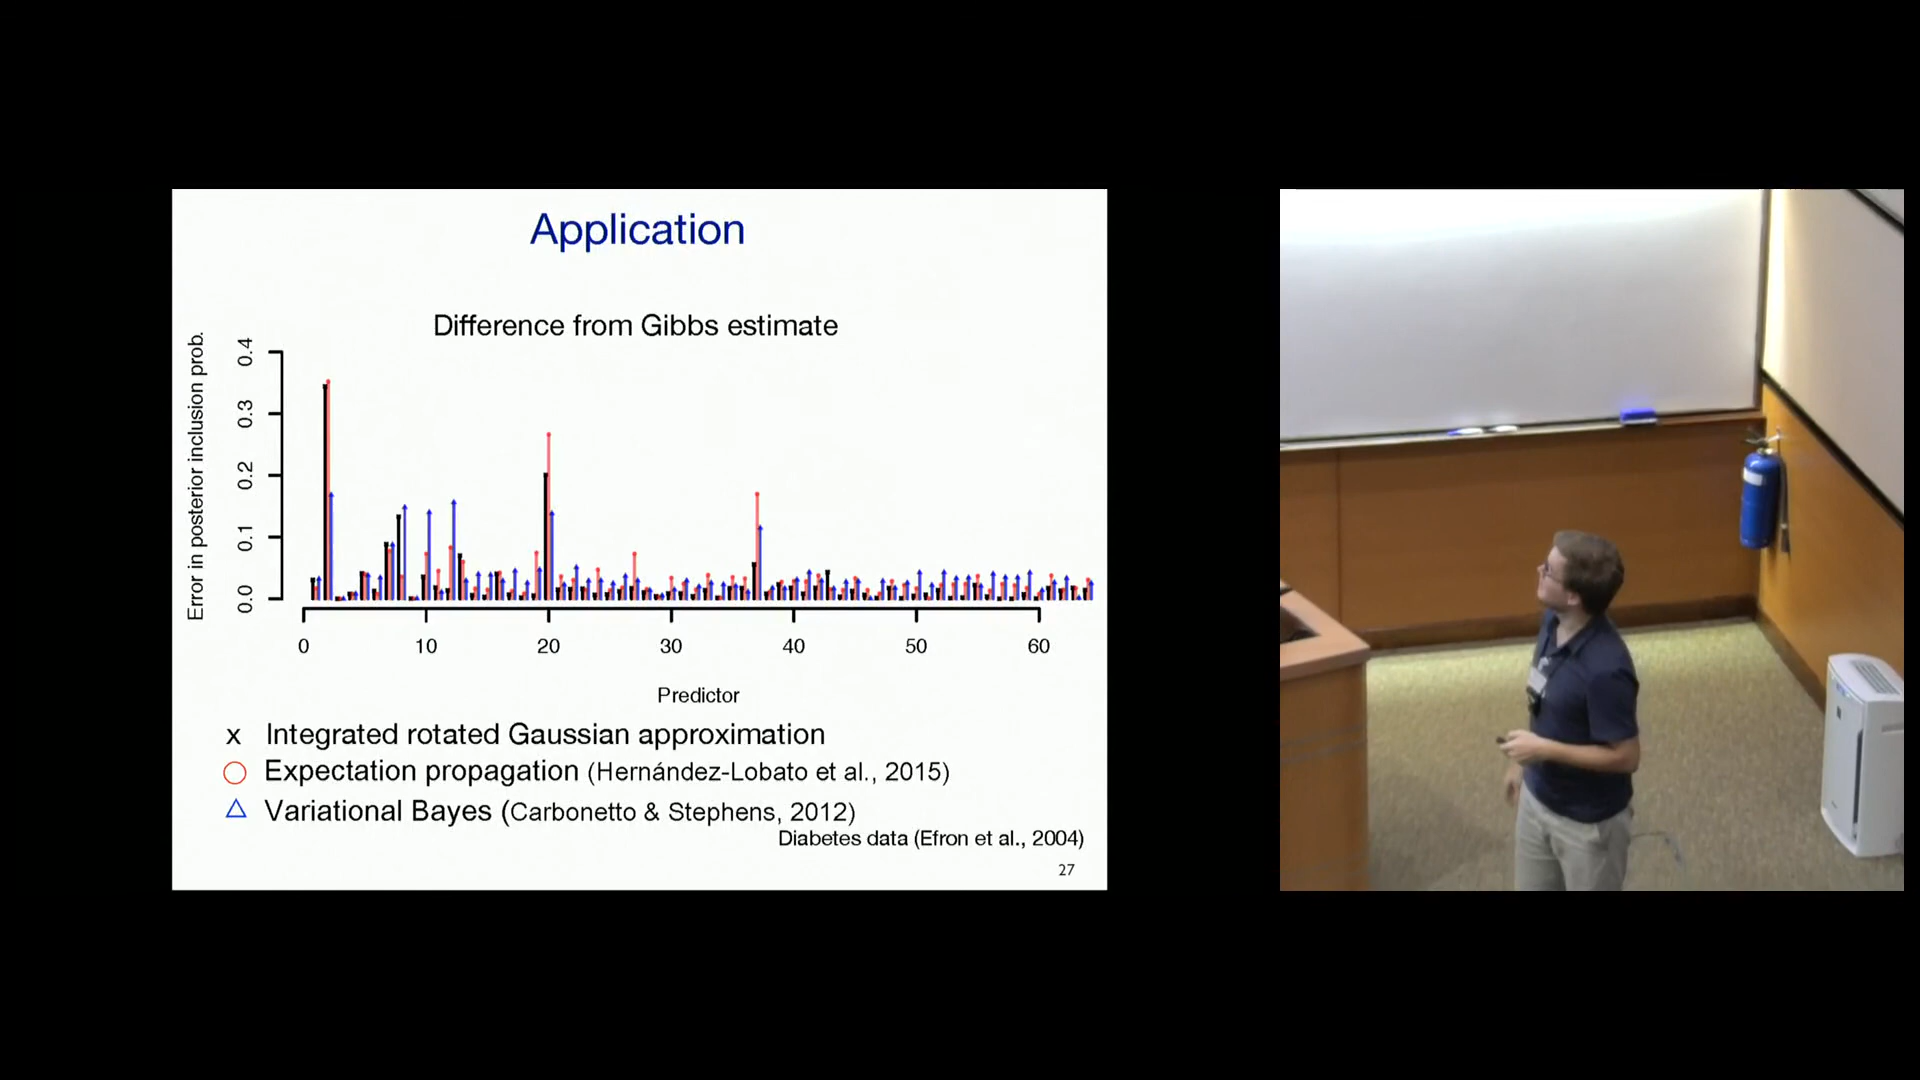 Application
Difference from Gibbs estimate
Error in posterior inclusion prob.
0.4
0.3
0.2
0.1
0.0
0 10 20 30 40 50 60
Predictor
x Integrated rotated Gaussian approximation
Expectation propagation (Hernández-Lobato et al., 2015)
Variational Bayes (Carbonetto & Stephens, 2012)
Diabetes data (Efron et al., 2004)
27